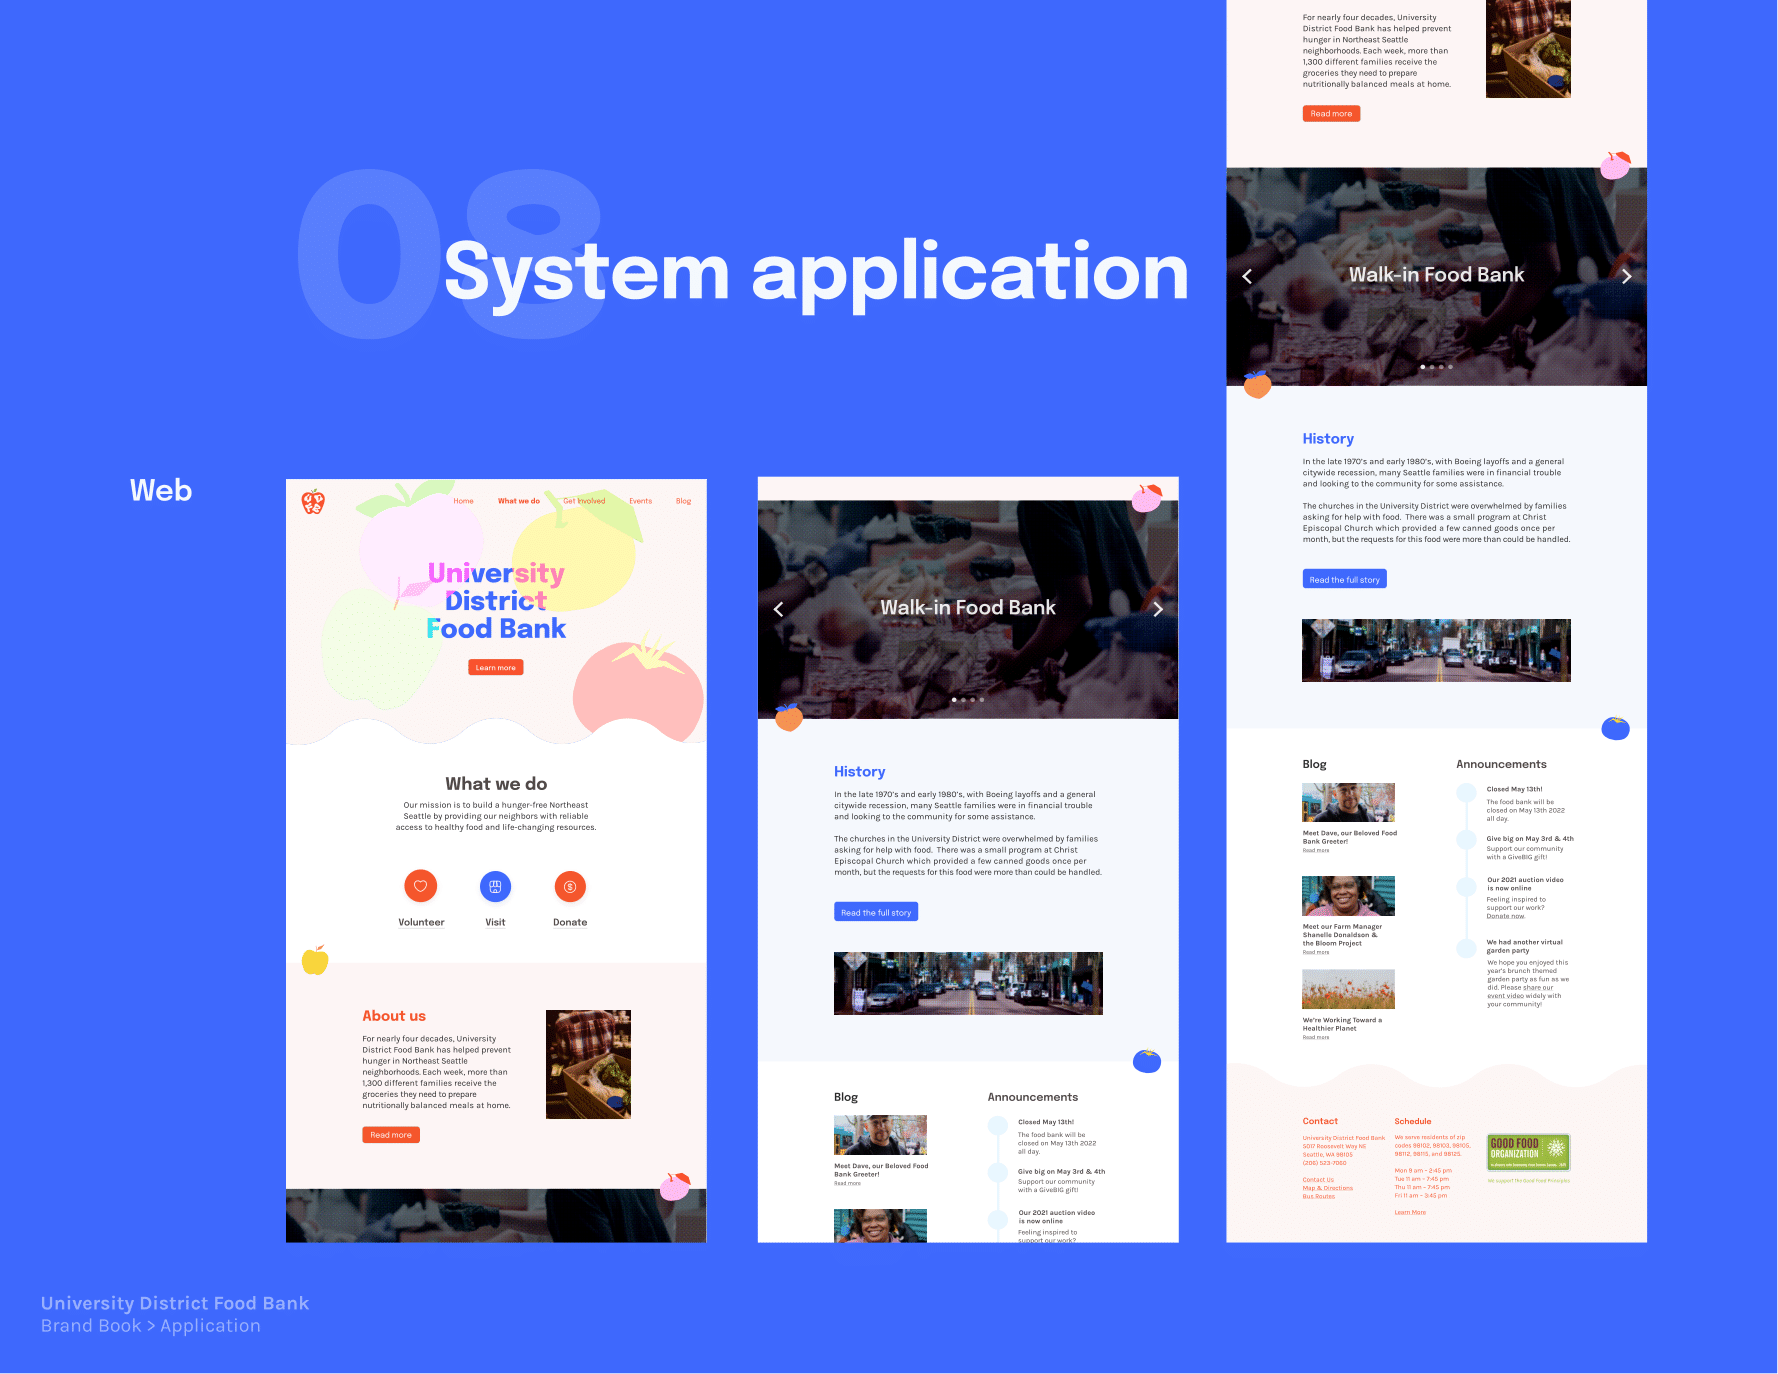 08
System application
Web
Home
What we do
Get Involved
Events
Blog
University
District
Food Bank
Learn more
What we do
Our mission is to build a hunger-free Northeast
Seattle by providing our neighbors with reliable
access to healthy food and life-changing resources.
Volunteer
Visit
Donate
About us
For nearly four decades, University
District Food Bank has helped prevent
hunger in Northeast Seattle
neighborhoods. Each week, more than
1,300 different families receive the
groceries they need to prepare
nutritionally balanced meals at home.
Read more
Walk-in Food Bank
History
In the late 1970's and early 1980's, with Boeing layoffs and a general
citywide recession, many Seattle families were in financial trouble
and looking to the community for some assistance.
The churches in the University District were overwhelmed by families
asking for help with food. There was a small program at Christ
Episcopal Church which provided a few canned goods once per
month, but the requests for this food were more than could be handled.
Read the full story
Blog
Meet Dave, our Beloved Food
Bank Greeter!
Read more
Announcements
Closed May 13th!
The food bank will be
closed on May 13th 2022
all day.
Give big on May 3rd & 4th
Support our community
with a GiveBIG gift!
Our 2021 auction video
is now online
Feeling inspired to
support our work?
For nearly four decades, University
District Food Bank has helped prevent
hunger in Northeast Seattle
neighborhoods. Each week, more than
1,300 different families receive the
groceries they need to prepare
nutritionally balanced meals at home.
Read more
Walk-in Food Bank
History
In the late 1970's and early 1980's, with Boeing layoffs and a general
citywide recession, many Seattle families were in financial trouble
and looking to the community for some assistance.
The churches in the University District were overwhelmed by families
asking for help with food. There was a small program at Christ
Episcopal Church which provided a few canned goods once per
month, but the requests for this food were more than could be handled.
Read the full story
Blog
Meet Dave, our Beloved Food
Bank Greeter!
Read more
Meet our Farm Manager
Shanelle Donaldson &
the Bloom Project
Read more
We're Working Toward a
Healthier Planet
Read more
Announcements
Closed May 13th!
The food bank will be
closed on May 13th 2022
all day.
Give big on May 3rd & 4th
Support our community
with a GiveBIG gift!
Our 2021 auction video
is now online
Feeling inspired to
support our work?
Donate now.
We had another virtual
garden party
We hope you enjoyed this
year's brunch themed
garden party as fun as we
did. Please share our
event video widely with
your community!
Contact
University District Food Bank
5017 Roosevelt Way NE
Seattle, WA 98105
(206) 523-7060
Contact Us
Map & Directions
Bus Routes
Schedule
We serve residents of zip
codes 98102, 98103, 98105,
98112, 98115, and 98125.
Mon 9 am – 2:45 pm
Tue 11 am – 7:45 pm
Thu 11 am – 7:45 pm
Fri 11 am – 3:45 pm
Learn More
GOOD FOOD
ORGANIZATION
We support The Good Food Principles
University District Food Bank
Brand Book > Application